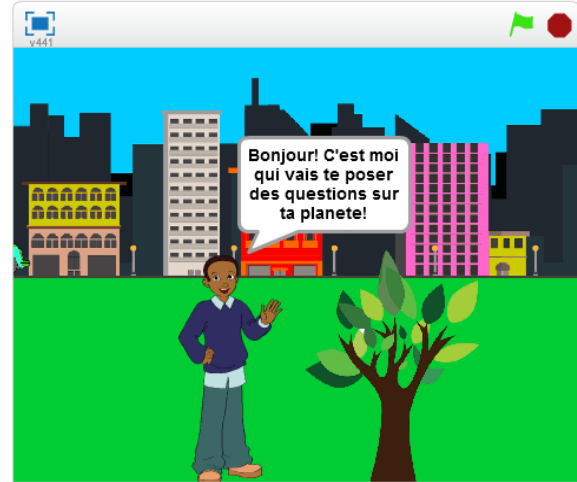 v441
Bonjour! C'est moi
qui vais te poser
des questions sur
ta planete!